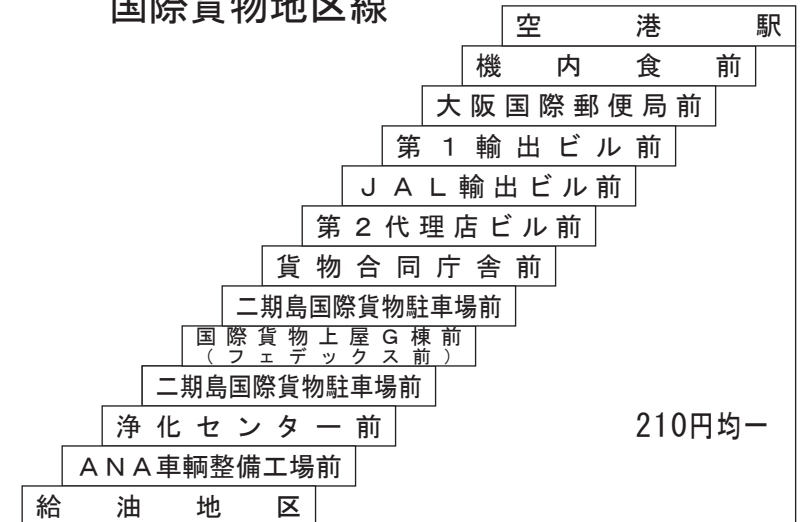 国際貨物地区線
空港駅
機内食前
大阪国際郵便局前
第1輸出ビル前
JAL輸出ビル前
第2代理店ビル前
貨物合同庁舎前
二期島国際貨物駐車場前
国際貨物上屋G棟前
(フェデックス前)
二期島国際貨物駐車場前
浄化センター前
210円均一
ANA車輌整備工場前
給油地区